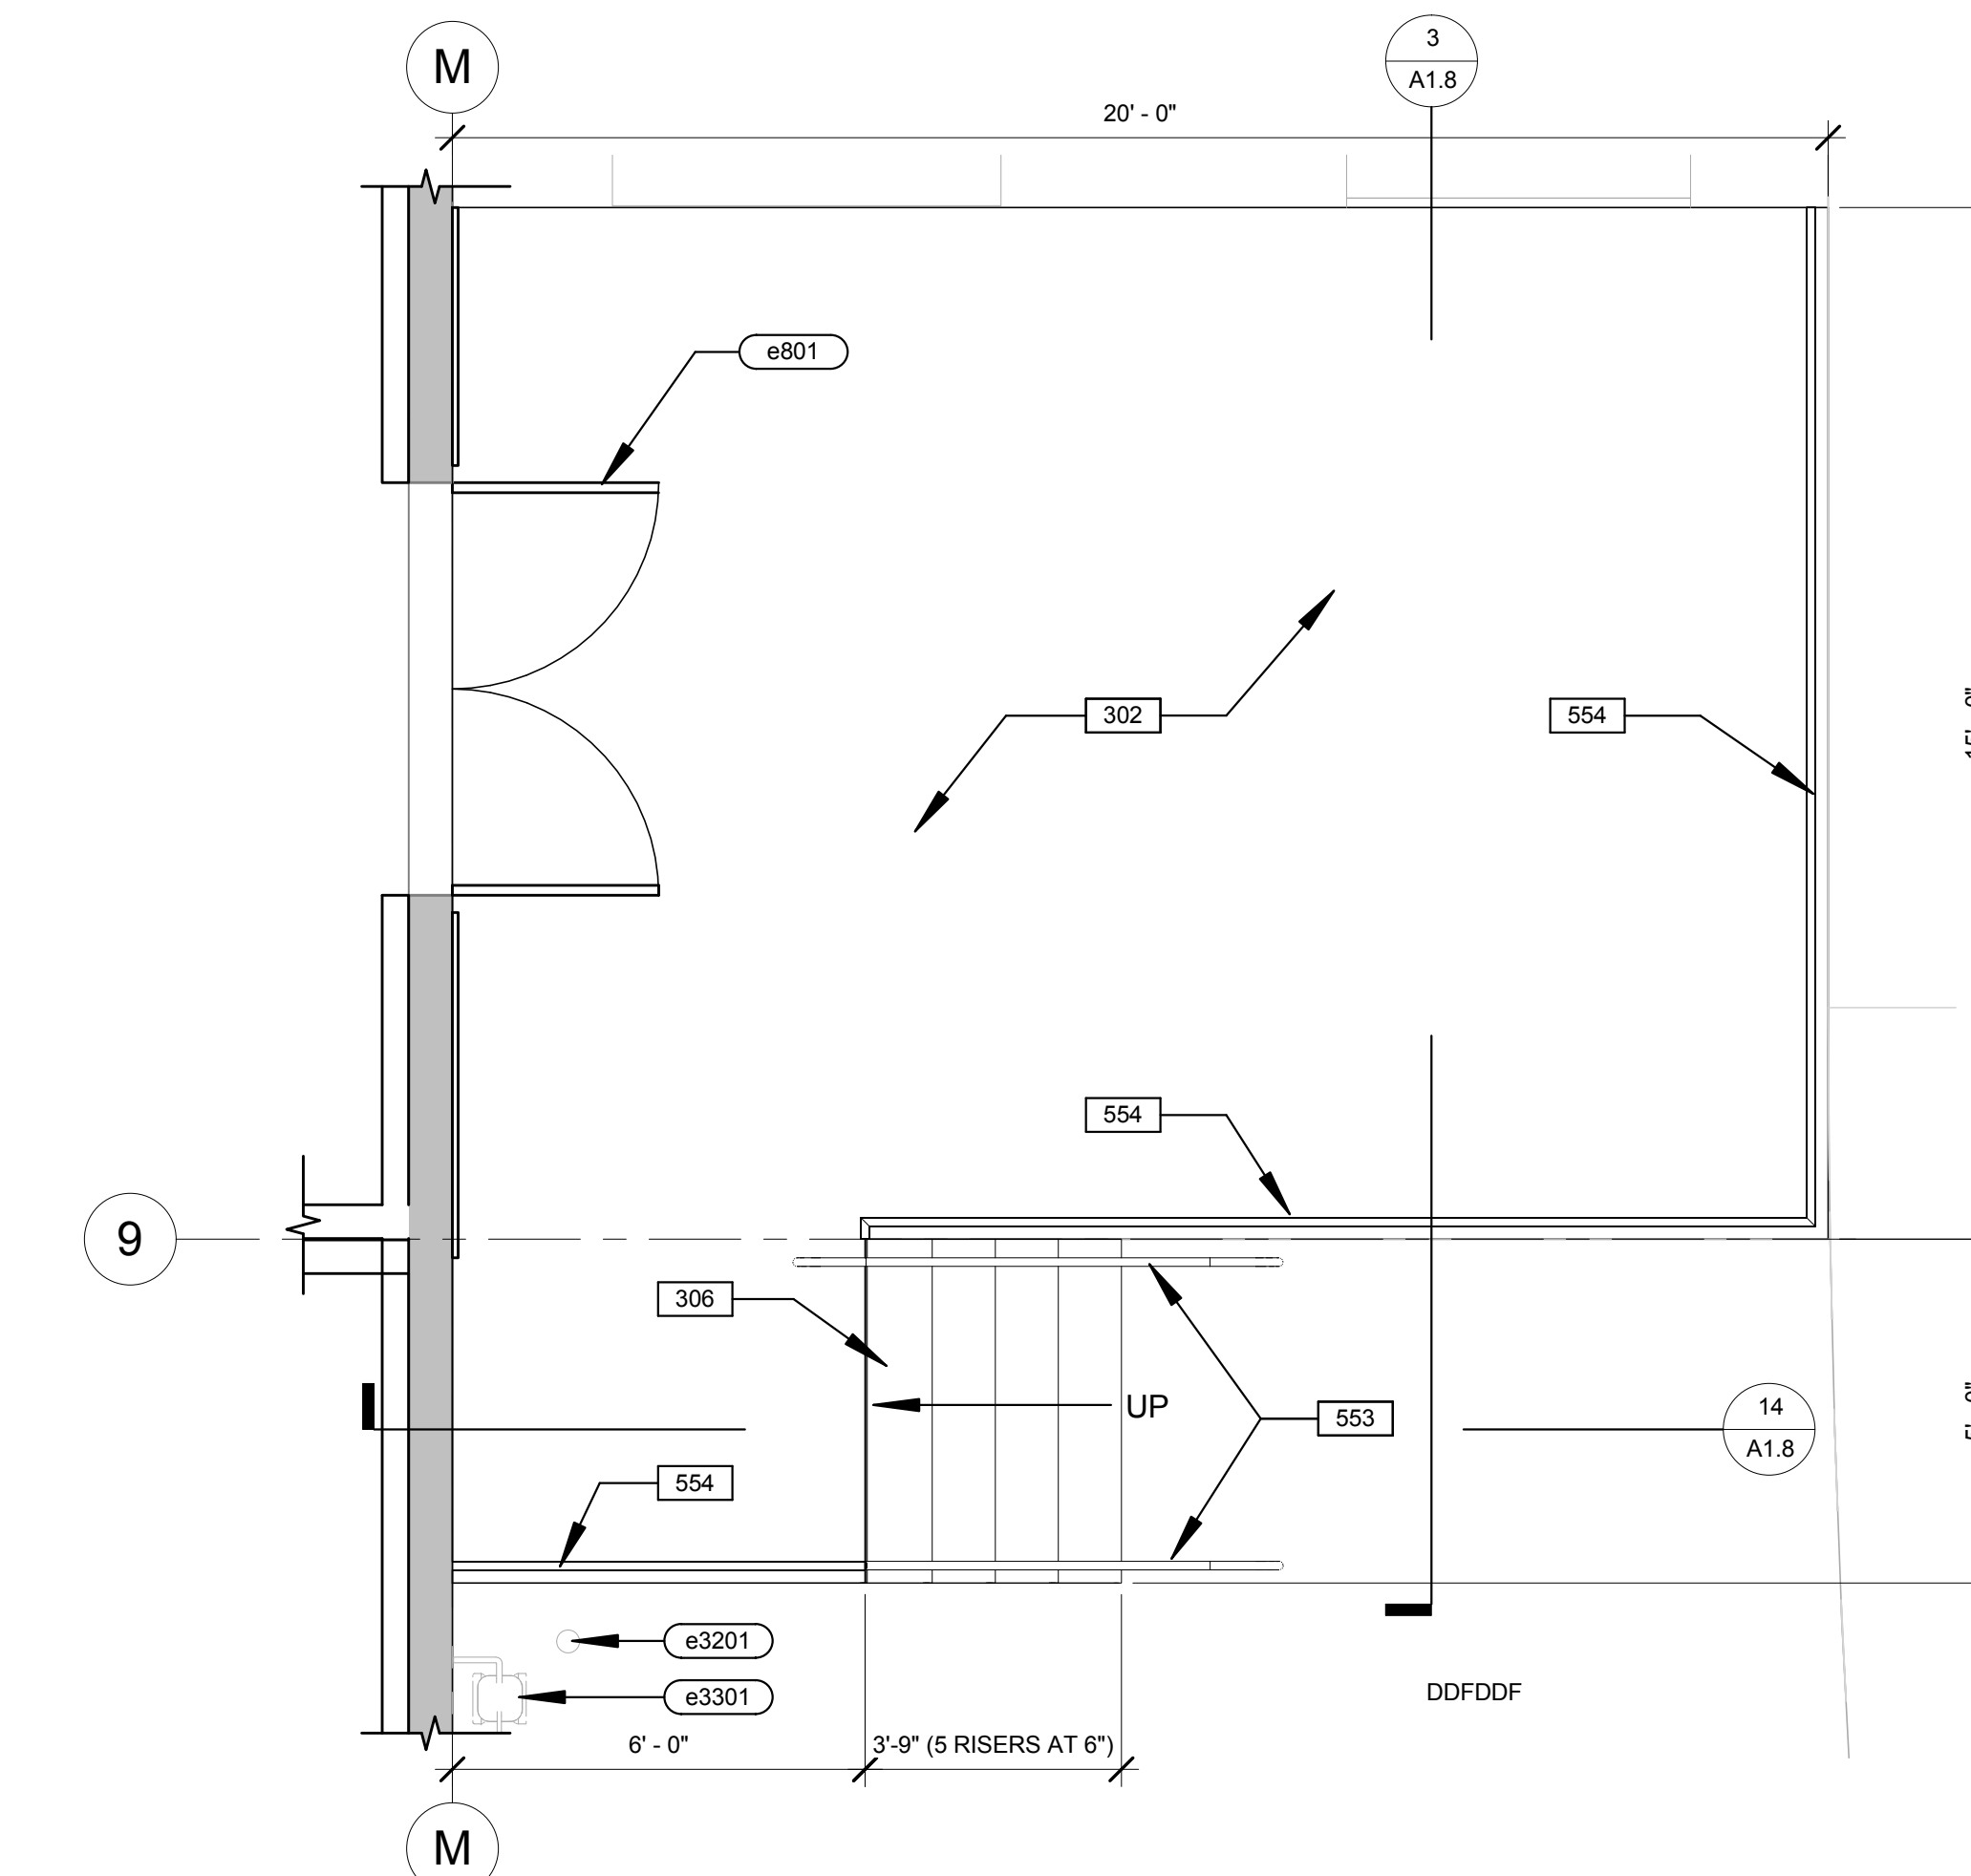 M
3
A1.8
20' - 0"
e801
302
554
554
9
306
UP
553
14
A1.8
554
e3201
e3301
DDFDDF
6' - 0"
3'-9" (5 RISERS AT 6")
M